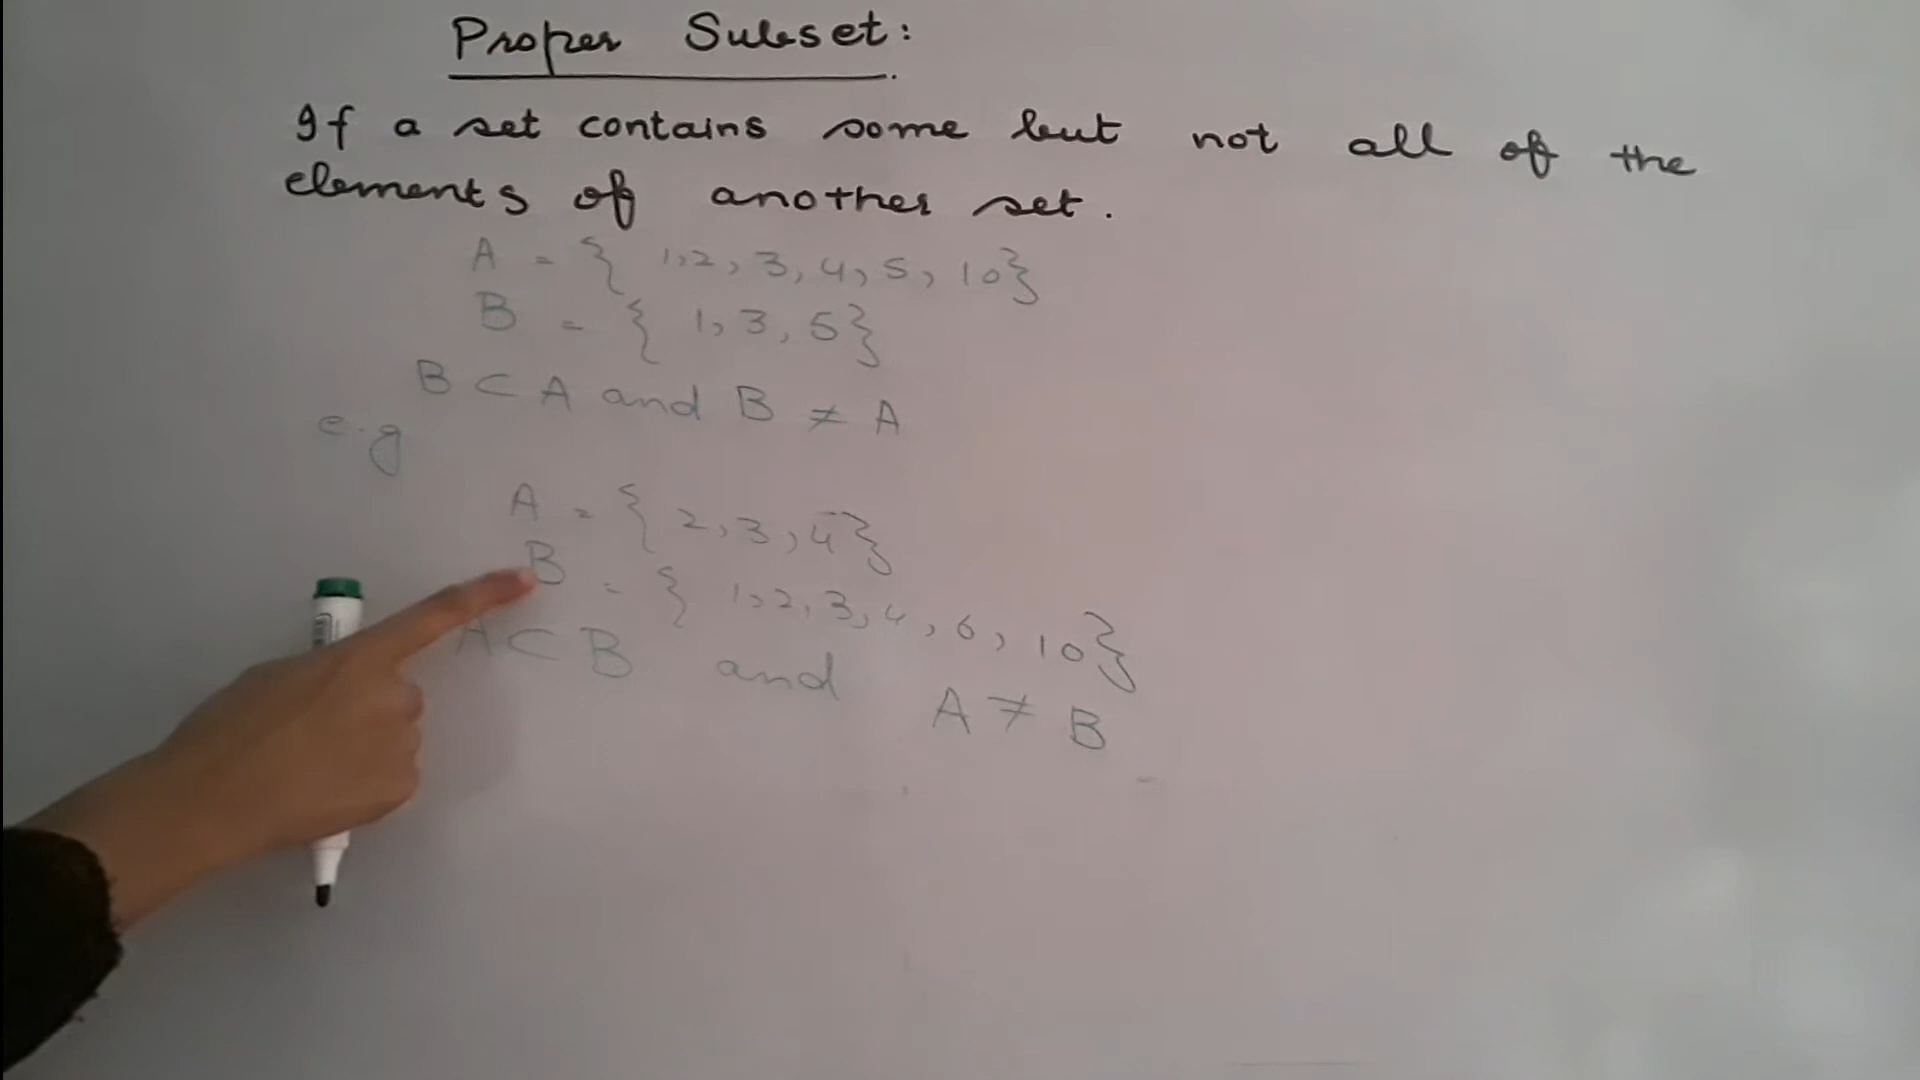 Proper Subset:
If a set contains some but not all of the
elements of another set.
A = { 1,2,3,4,5,10}
B = { 1,3,5}
B ⊂ A and B ≠ A
e.g
A = { 2,3,4}
B = { 1,2,3,4,6,10}
A ⊂ B and A ≠ B